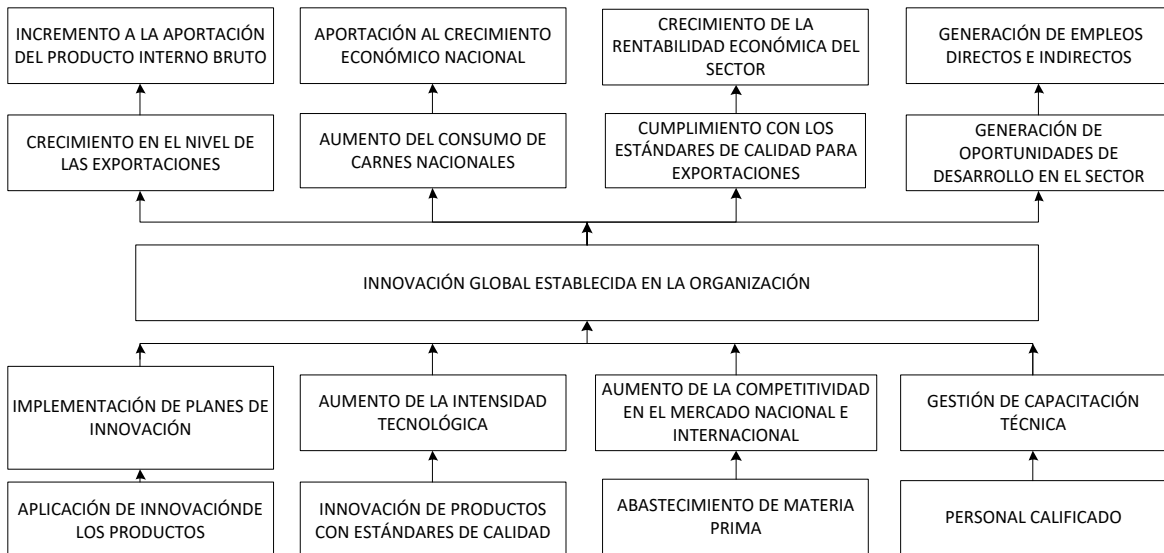 INCREMENTO A LA APORTACIÓN
DEL PRODUCTO INTERNO BRUTO
APORTACIÓN AL CRECIMIENTO
ECONÓMICO NACIONAL
CRECIMIENTO DE LA
RENTABILIDAD ECONÓMICA DEL
SECTOR
GENERACIÓN DE EMPLEOS
DIRECTOS E INDIRECTOS
CRECIMIENTO EN EL NIVEL DE
LAS EXPORTACIONES
AUMENTO DEL CONSUMO DE
CARNES NACIONALES
CUMPLIMIENTO CON LOS
ESTÁNDARES DE CALIDAD PARA
EXPORTACIONES
GENERACIÓN DE
OPORTUNIDADES DE
DESARROLLO EN EL SECTOR
INNOVACIÓN GLOBAL ESTABLECIDA EN LA ORGANIZACIÓN
IMPLEMENTACIÓN DE PLANES DE
INNOVACIÓN
AUMENTO DE LA INTENSIDAD
TECNOLÓGICA
AUMENTO DE LA COMPETITIVIDAD
EN EL MERCADO NACIONAL E
INTERNACIONAL
GESTIÓN DE CAPACITACIÓN
TÉCNICA
APLICACIÓN DE INNOVACIÓNDE
LOS PRODUCTOS
INNOVACIÓN DE PRODUCTOS
CON ESTÁNDARES DE CALIDAD
ABASTECIMIENTO DE MATERIA
PRIMA
PERSONAL CALIFICADO